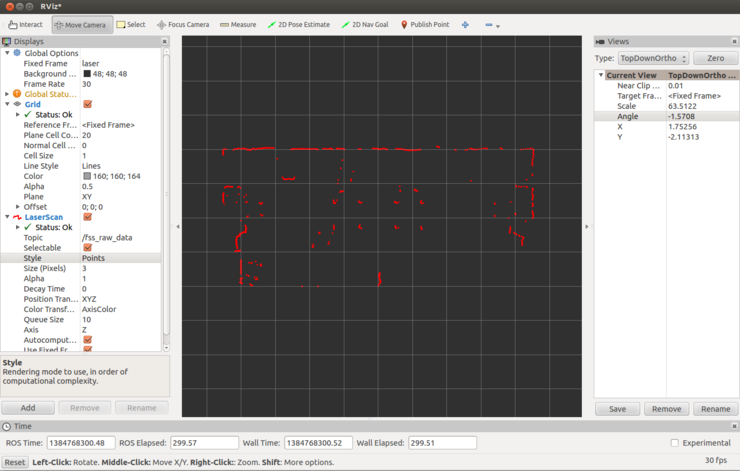 RViz*
Interact Move Camera Select Focus Camera Measure 2D Pose Estimate 2D Nav Goal Publish Point
Displays
Global Options
Fixed Frame laser
Background ... 48; 48; 48
Frame Rate 30
Global Statu...
Grid
Status: Ok
Reference Fr... <Fixed Frame>
Plane Cell Co... 20
Normal Cell ... 0
Cell Size 1
Line Style Lines
Color 160; 160; 164
Alpha 0.5
Plane XY
Offset 0; 0; 0
LaserScan
Status: Ok
Topic /fss_raw_data
Selectable
Style Points
Size (Pixels) 3
Alpha 1
Decay Time 0
Position Tran... XYZ
Color Transf... AxisColor
Queue Size 10
Axis Z
Autocomput...
Use Fixed Fr...
Style
Rendering mode to use, in order of
computational complexity.
Add Remove Rename
Views
Type: TopDownOrtho Zero
Current View TopDownOrtho ...
Near Clip ... 0.01
Target Fra... <Fixed Frame>
Scale 63.5122
Angle -1.5708
X 1.75256
Y -2.11313
Save Remove Rename
Time
ROS Time: 1384768300.48 ROS Elapsed: 299.57 Wall Time: 1384768300.52 Wall Elapsed: 299.51 Experimental
Reset Left-Click: Rotate. Middle-Click: Move X/Y. Right-Click:: Zoom. Shift: More options. 30 fps